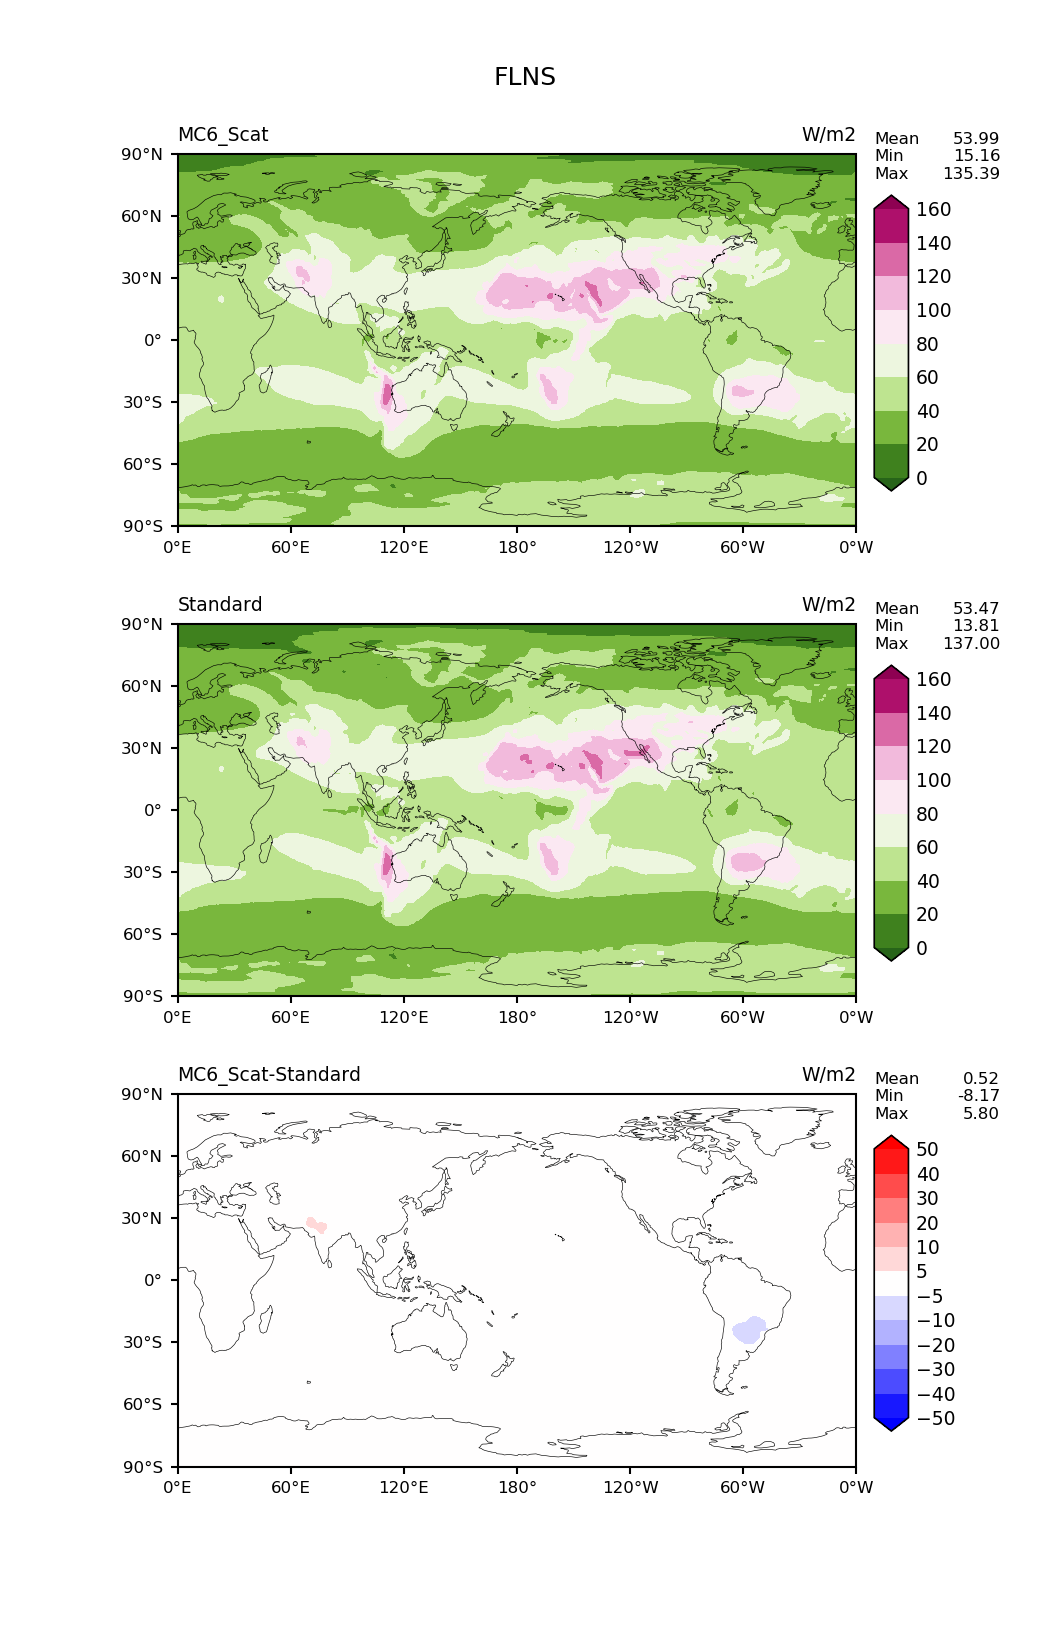 FLNS
MC6_Scat W/m2
Mean 53.99
Min 15.16
Max 135.39
90°N
60°N
30°N
0°
30°S
60°S
90°S
0°E 60°E 120°E 180° 120°W 60°W 0°W
160
140
120
100
80
60
40
20
0
Standard W/m2
Mean 53.47
Min 13.81
Max 137.00
90°N
60°N
30°N
0°
30°S
60°S
90°S
0°E 60°E 120°E 180° 120°W 60°W 0°W
160
140
120
100
80
60
40
20
0
MC6_Scat-Standard W/m2
Mean 0.52
Min -8.17
Max 5.80
90°N
60°N
30°N
0°
30°S
60°S
90°S
0°E 60°E 120°E 180° 120°W 60°W 0°W
50
40
30
20
10
5
−5
−10
−20
−30
−40
−50